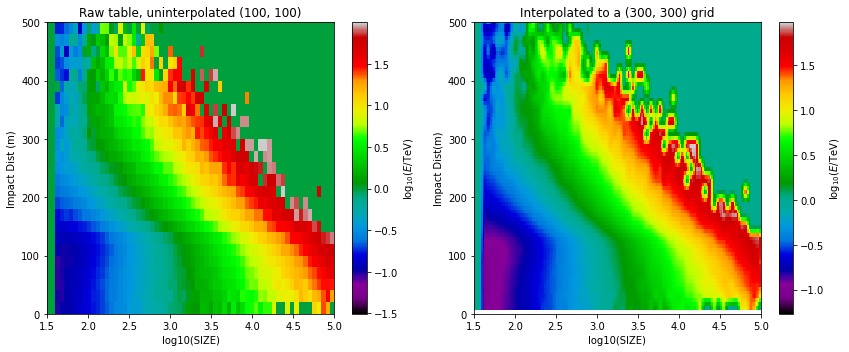 Raw table, uninterpolated (100, 100)
500
400
300
200
100
0
Impact Dist (m)
1.5 2.0 2.5 3.0 3.5 4.0 4.5 5.0
log10(SIZE)
1.5
1.0
0.5
0.0
−0.5
−1.0
−1.5
log₁₀(E/TeV)
Interpolated to a (300, 300) grid
500
400
300
200
100
0
Impact Dist(m)
1.5 2.0 2.5 3.0 3.5 4.0 4.5 5.0
log10(SIZE)
1.5
1.0
0.5
0.0
−0.5
−1.0
log₁₀(E/TeV)